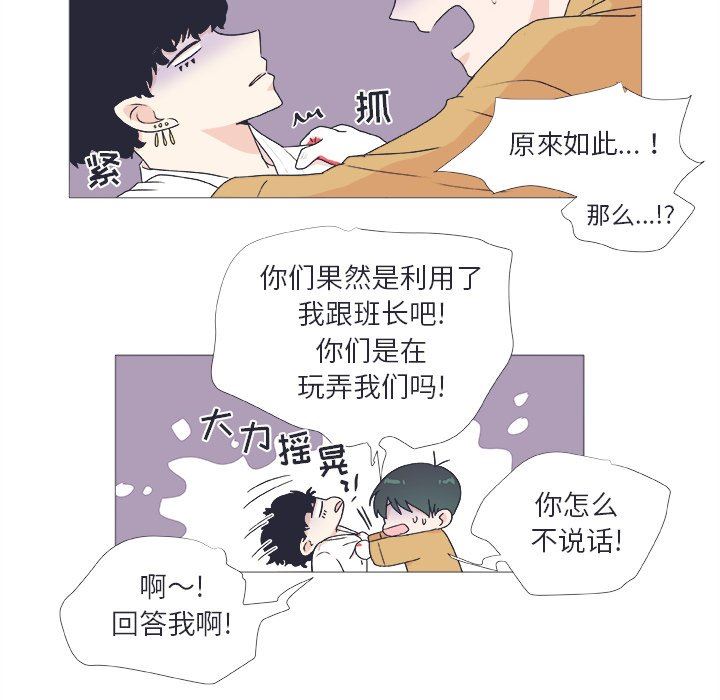 抓
紧
原來如此...！
那么...!?
你们果然是利用了
我跟班长吧!
你们是在
玩弄我们吗!
大力摇晃
你怎么
不说话!
啊～!
回答我啊!